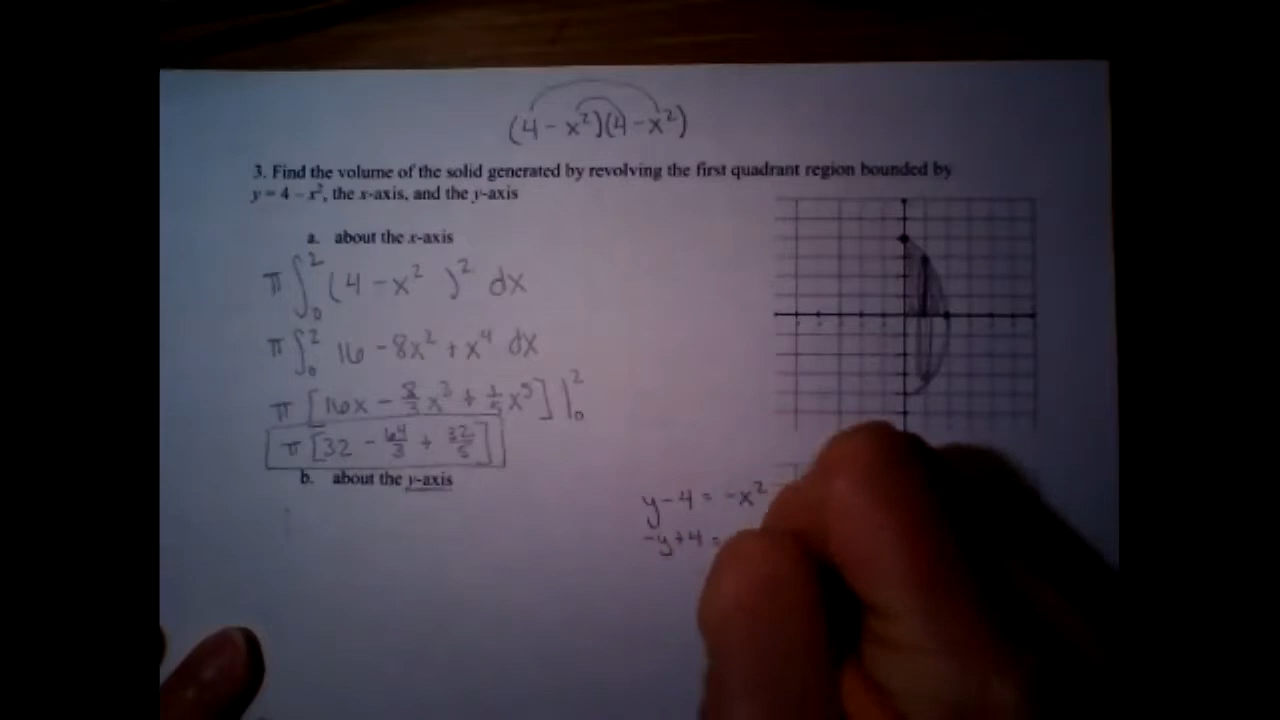 (4 - x²)(4 - x²)
3. Find the volume of the solid generated by revolving the first quadrant region bounded by
y = 4 - x², the x-axis, and the y-axis
a. about the x-axis
π ∫₀² (4 - x² )² dx
π ∫₀² 16 - 8x² + x⁴ dx
π [16x - 8/3 x³ + 1/5 x⁵] |₀²
π [32 - 64/3 + 32/5]
b. about the y-axis
y - 4 = -x²
-y + 4 =